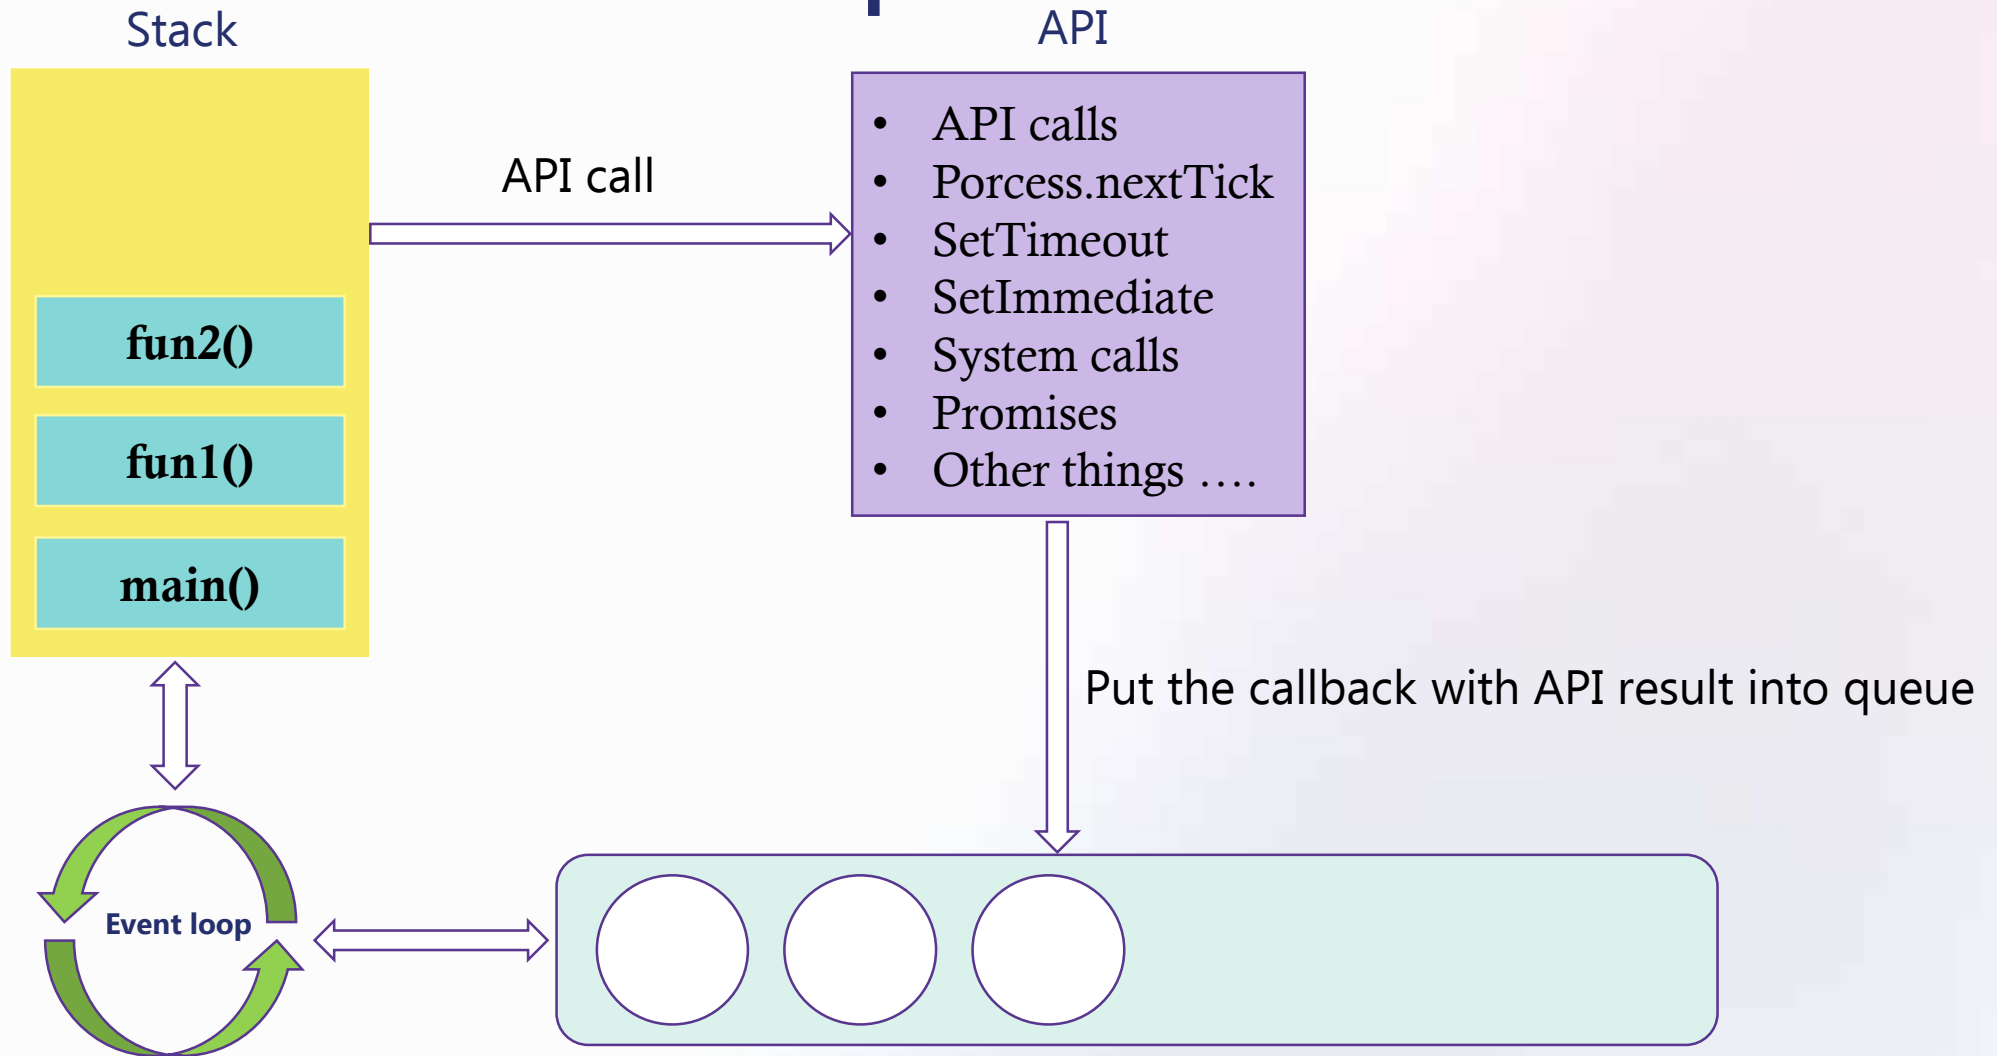 Stack
API
• API calls
• Porcess.nextTick
• SetTimeout
• SetImmediate
• System calls
• Promises
• Other things ….
API call
fun2()
fun1()
main()
Put the callback with API result into queue
Event loop